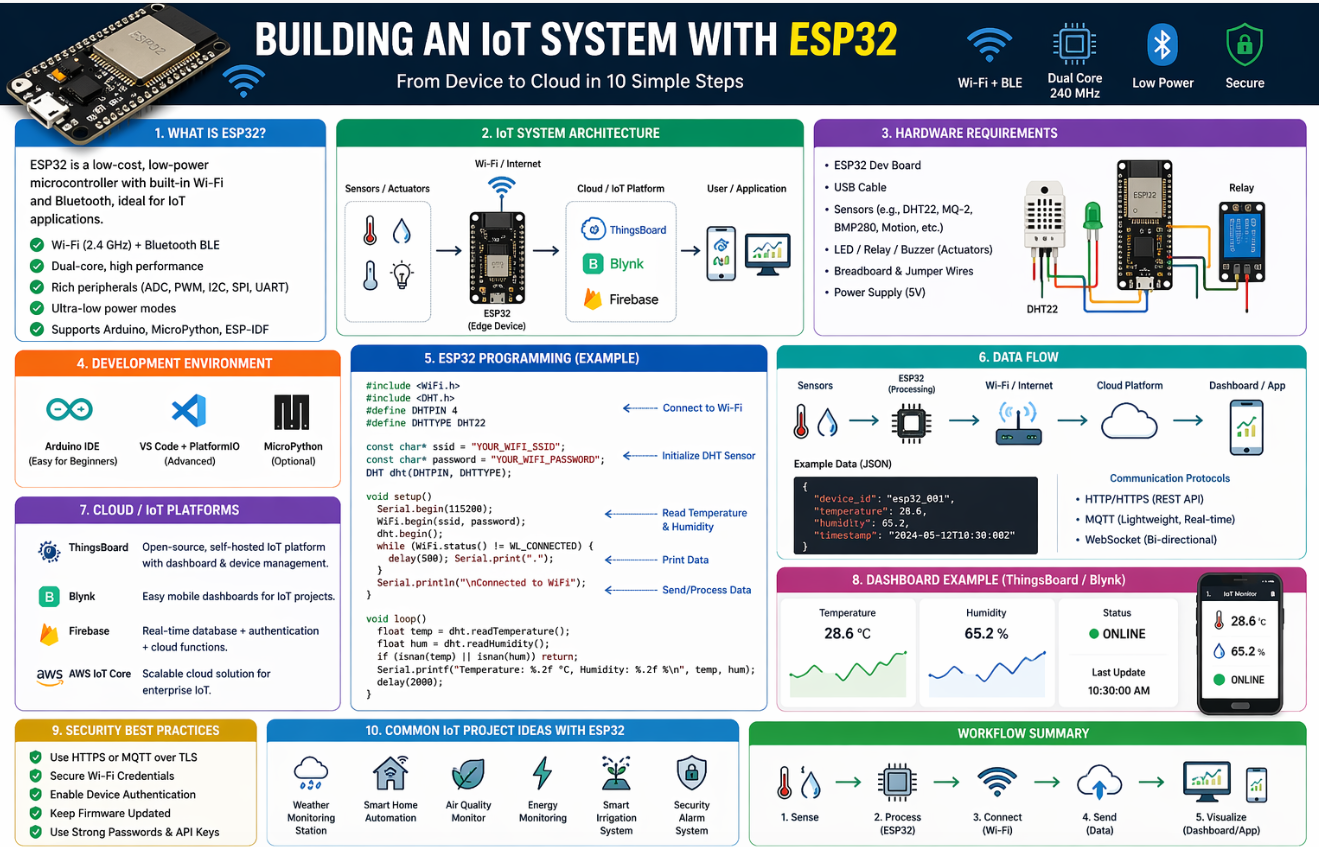 ESP32
BUILDING AN IoT SYSTEM WITH ESP32
From Device to Cloud in 10 Simple Steps
Wi-Fi + BLE
Dual Core
240 MHz
Low Power
Secure
1. WHAT IS ESP32?
ESP32 is a low-cost, low-power
microcontroller with built-in Wi-Fi
and Bluetooth, ideal for IoT
applications.
Wi-Fi (2.4 GHz) + Bluetooth BLE
Dual-core, high performance
Rich peripherals (ADC, PWM, I2C, SPI, UART)
Ultra-low power modes
Supports Arduino, MicroPython, ESP-IDF
2. IoT SYSTEM ARCHITECTURE
Wi-Fi / Internet
Sensors / Actuators
Cloud / IoT Platform
User / Application
ThingsBoard
B Blynk
Firebase
ESP32
(Edge Device)
3. HARDWARE REQUIREMENTS
• ESP32 Dev Board
• USB Cable
• Sensors (e.g., DHT22, MQ-2,
BMP280, Motion, etc.)
• LED / Relay / Buzzer (Actuators)
• Breadboard & Jumper Wires
• Power Supply (5V)
DHT22
Relay
4. DEVELOPMENT ENVIRONMENT
Arduino IDE
(Easy for Beginners)
VS Code + PlatformIO
(Advanced)
MicroPython
(Optional)
5. ESP32 PROGRAMMING (EXAMPLE)
#include <WiFi.h>
#include <DHT.h>
#define DHTPIN 4
#define DHTTYPE DHT22
const char* ssid = "YOUR_WIFI_SSID";
const char* password = "YOUR_WIFI_PASSWORD";
DHT dht(DHTPIN, DHTTYPE);
void setup()
Serial.begin(115200);
WiFi.begin(ssid, password);
dht.begin();
while (WiFi.status() != WL_CONNECTED) {
delay(500); Serial.print(".");
}
Serial.println("\nConnected to WiFi");
}
void loop()
float temp = dht.readTemperature();
float hum = dht.readHumidity();
if (isnan(temp) || isnan(hum)) return;
Serial.printf("Temperature: %.2f °C, Humidity: %.2f %\n", temp, hum);
delay(2000);
}
Connect to Wi-Fi
Initialize DHT Sensor
Read Temperature
& Humidity
Print Data
Send/Process Data
6. DATA FLOW
Sensors
ESP32
(Processing)
Wi-Fi / Internet
Cloud Platform
Dashboard / App
Example Data (JSON)
{
"device_id": "esp32_001",
"temperature": 28.6,
"humidity": 65.2,
"timestamp": "2024-05-12T10:30:00Z"
}
Communication Protocols
• HTTP/HTTPS (REST API)
• MQTT (Lightweight, Real-time)
• WebSocket (Bi-directional)
7. CLOUD / IoT PLATFORMS
ThingsBoard
Open-source, self-hosted IoT platform
with dashboard & device management.
B Blynk
Easy mobile dashboards for IoT projects.
Firebase
Real-time database + authentication
+ cloud functions.
aws AWS IoT Core
Scalable cloud solution for
enterprise IoT.
8. DASHBOARD EXAMPLE (ThingsBoard / Blynk)
Temperature
28.6 °C
Humidity
65.2 %
Status
ONLINE
Last Update
10:30:00 AM
1. IoT Monitor
28.6 °C
65.2 %
ONLINE
9. SECURITY BEST PRACTICES
Use HTTPS or MQTT over TLS
Secure Wi-Fi Credentials
Enable Device Authentication
Keep Firmware Updated
Use Strong Passwords & API Keys
10. COMMON IoT PROJECT IDEAS WITH ESP32
Weather
Monitoring
Station
Smart Home
Automation
Air Quality
Monitor
Energy
Monitoring
Smart
Irrigation
System
Security
Alarm
System
WORKFLOW SUMMARY
1. Sense
2. Process
(ESP32)
3. Connect
(Wi-Fi)
4. Send
(Data)
5. Visualize
(Dashboard/App)